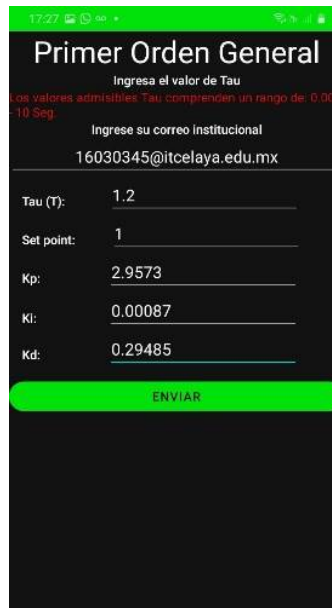 17:27
Primer Orden General
Ingresa el valor de Tau
Los valores admisibles Tau comprenden un rango de: 0.00
- 10 Seg.
Ingrese su correo institucional
16030345@itcelaya.edu.mx
Tau (T): 1.2
Set point: 1
Kp: 2.9573
Ki: 0.00087
Kd: 0.29485
ENVIAR